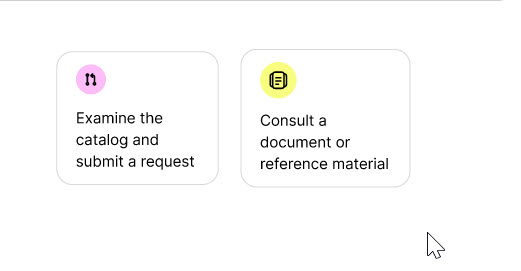 Examine the
catalog and
submit a request
Consult a
document or
reference material